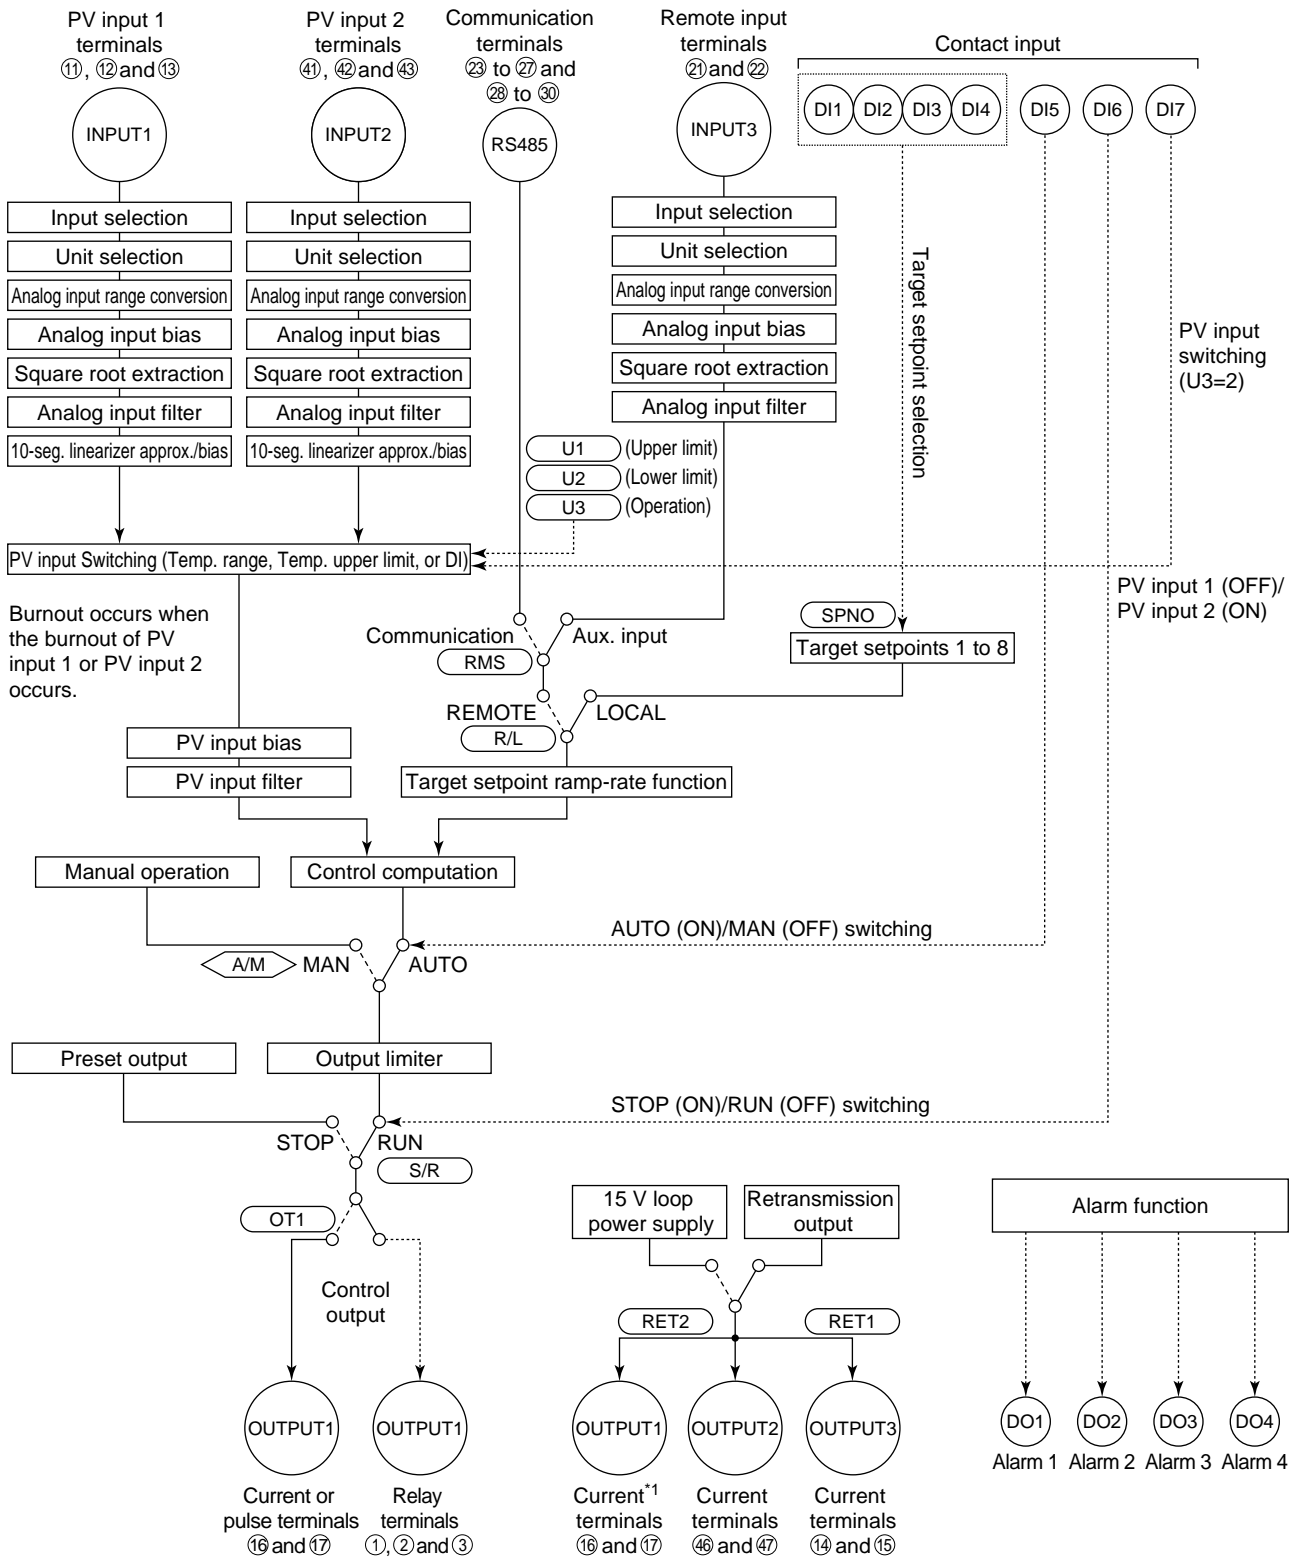 PV input 1
terminals
⑪, ⑫ and ⑬
PV input 2
terminals
㊶, ㊷ and ㊸
Communication
terminals
㉓ to ㉗ and
㉘ to ㉚
Remote input
terminals
㉑ and ㉒
Contact input
INPUT1
INPUT2
RS485
INPUT3
DI1
DI2
DI3
DI4
DI5
DI6
DI7
Input selection
Unit selection
Analog input range conversion
Analog input bias
Square root extraction
Analog input filter
10-seg. linearizer approx./bias
Input selection
Unit selection
Analog input range conversion
Analog input bias
Square root extraction
Analog input filter
10-seg. linearizer approx./bias
Input selection
Unit selection
Analog input range conversion
Analog input bias
Square root extraction
Analog input filter
Target setpoint selection
PV input
switching
(U3=2)
U1 (Upper limit)
U2 (Lower limit)
U3 (Operation)
PV input Switching (Temp. range, Temp. upper limit, or DI)
PV input 1 (OFF)/
PV input 2 (ON)
Burnout occurs when
the burnout of PV
input 1 or PV input 2
occurs.
Communication
Aux. input
RMS
SPNO
Target setpoints 1 to 8
REMOTE
LOCAL
R/L
PV input bias
PV input filter
Target setpoint ramp-rate function
Manual operation
Control computation
AUTO (ON)/MAN (OFF) switching
A/M
MAN
AUTO
Preset output
Output limiter
STOP (ON)/RUN (OFF) switching
STOP
RUN
S/R
OT1
15 V loop
power supply
Retransmission
output
Alarm function
Control
output
RET2
RET1
OUTPUT1
OUTPUT1
OUTPUT1
OUTPUT2
OUTPUT3
DO1
DO2
DO3
DO4
Alarm 1
Alarm 2
Alarm 3
Alarm 4
Current or
pulse terminals
⑯ and ⑰
Relay
terminals
①, ② and ③
Current*1
terminals
⑯ and ⑰
Current
terminals
㊻ and ㊼
Current
terminals
⑭ and ⑮